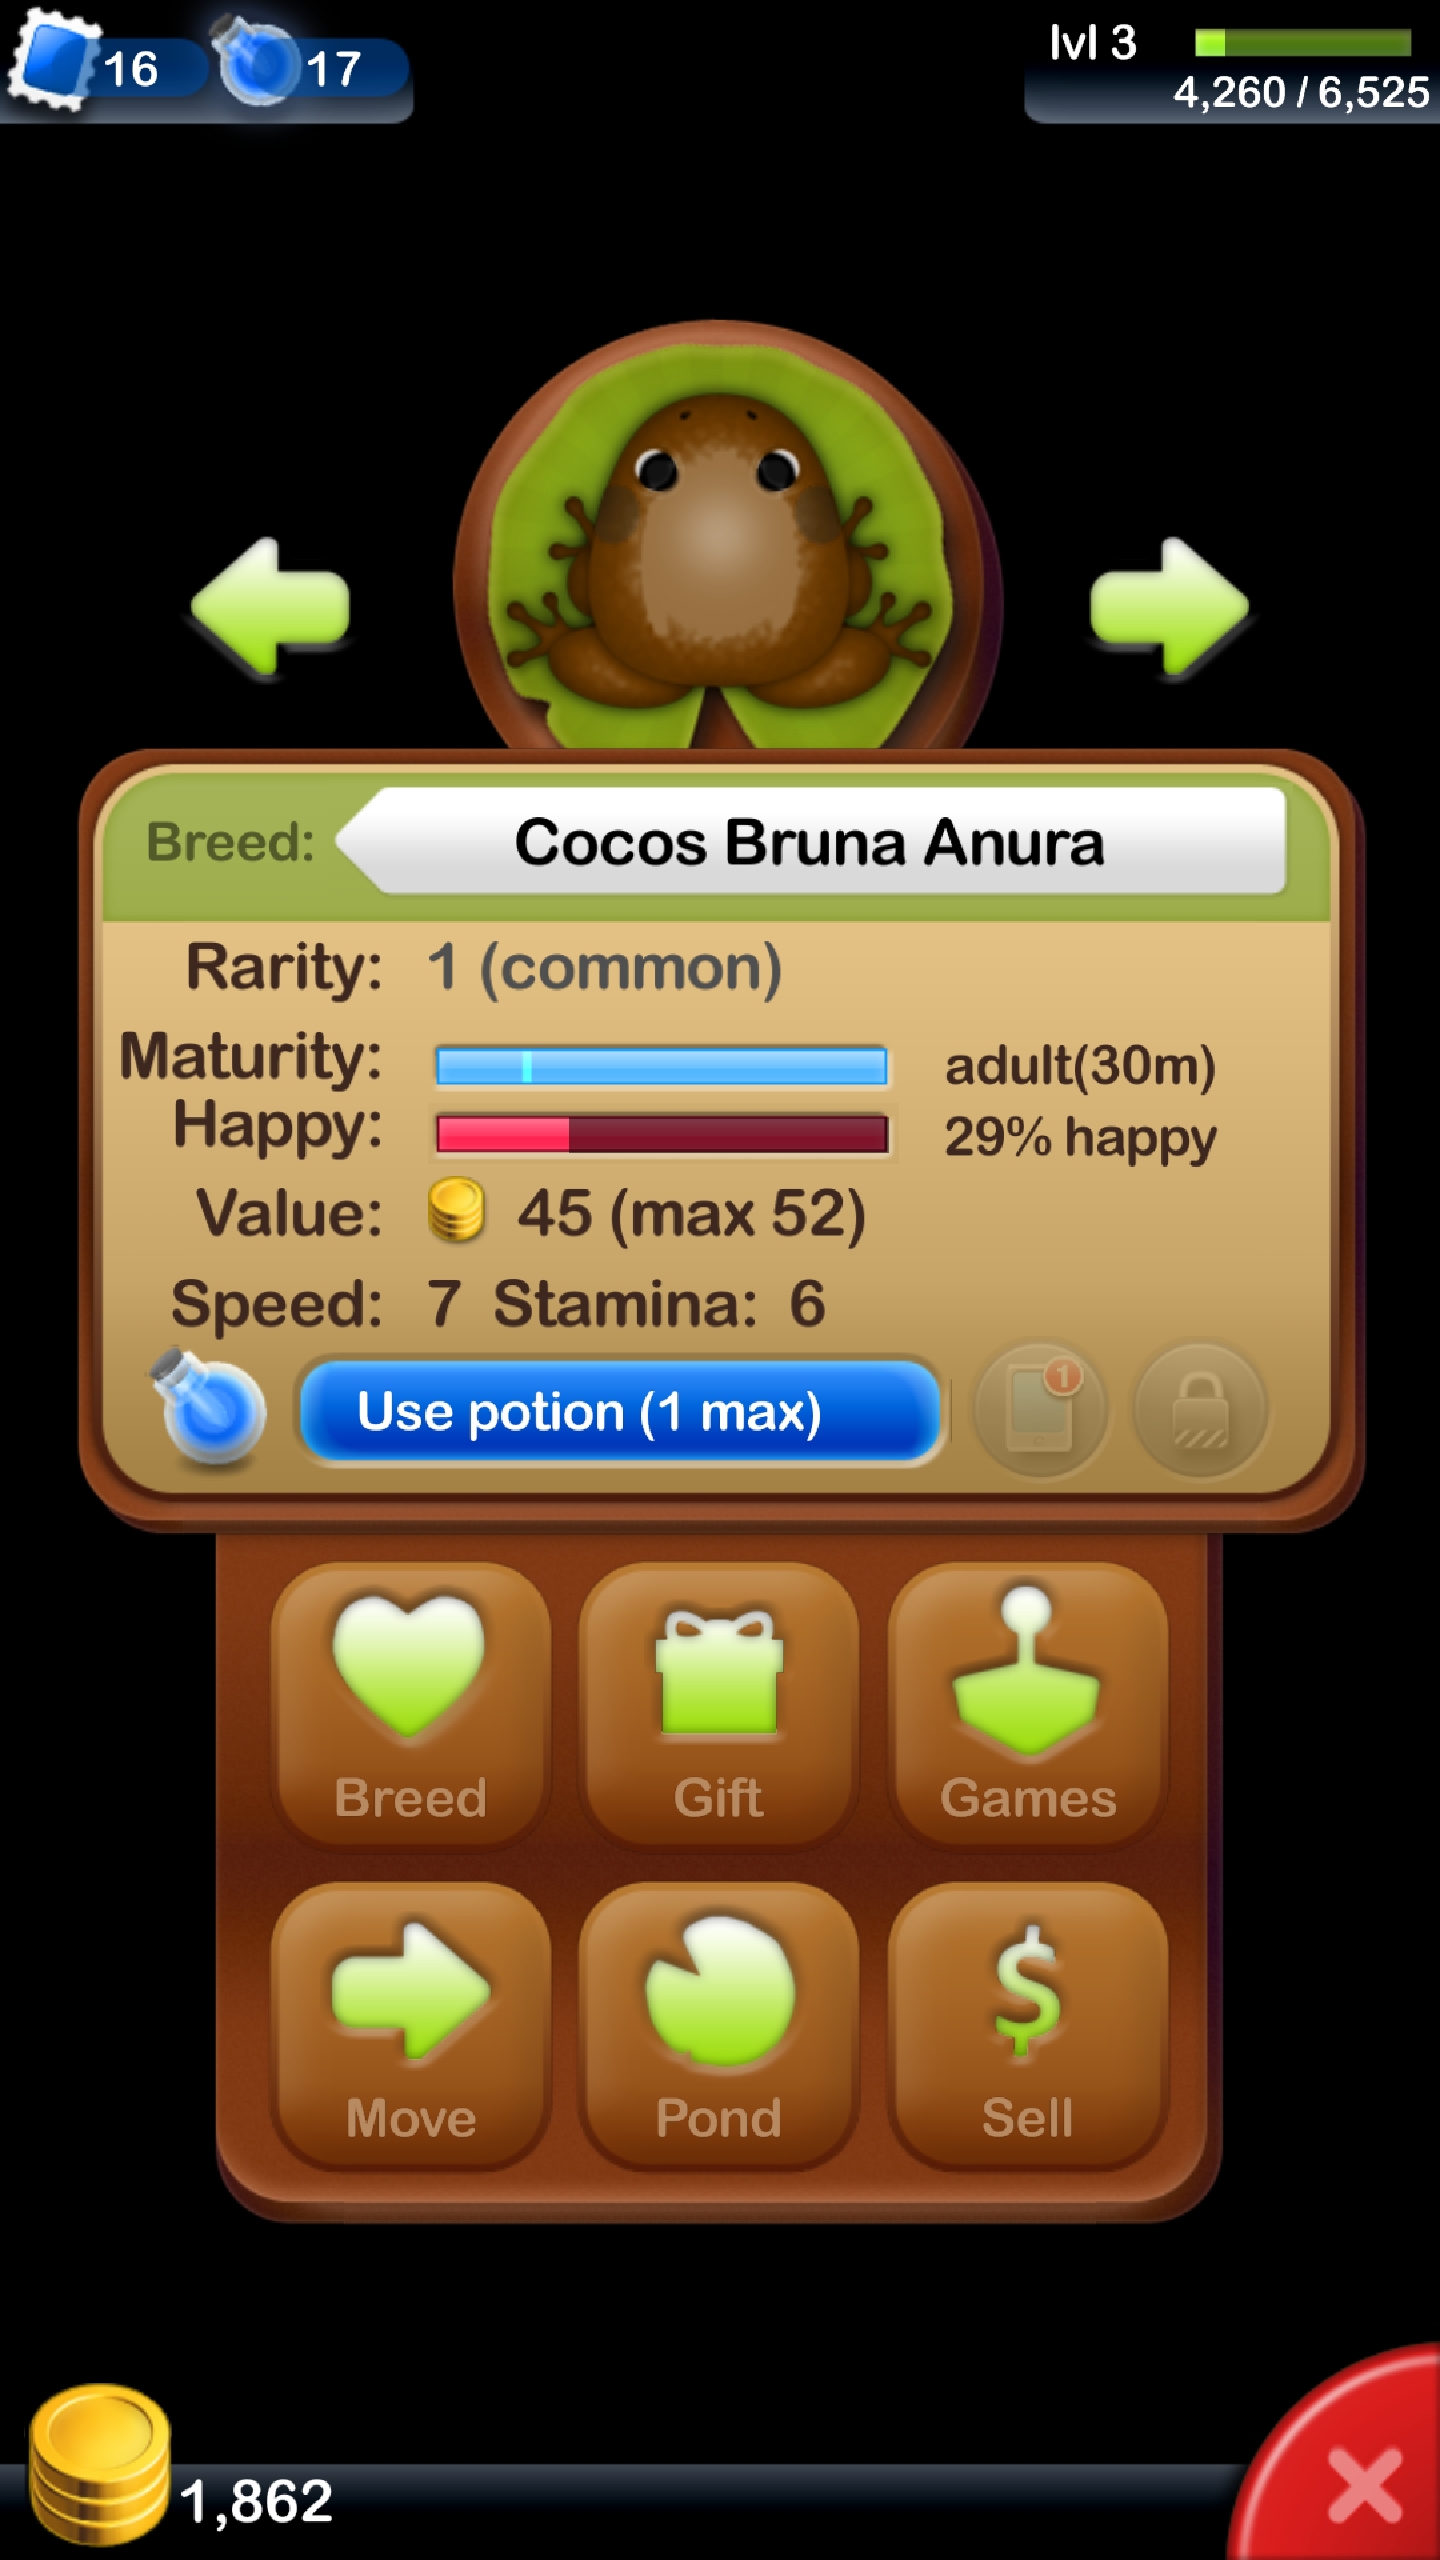 16
17
lvl 3
4,260 / 6,525
Breed: Cocos Bruna Anura
Rarity: 1 (common)
Maturity: adult(30m)
Happy: 29% happy
Value: 45 (max 52)
Speed: 7 Stamina: 6
Use potion (1 max)
1
Breed Gift Games
Move Pond Sell
1,862